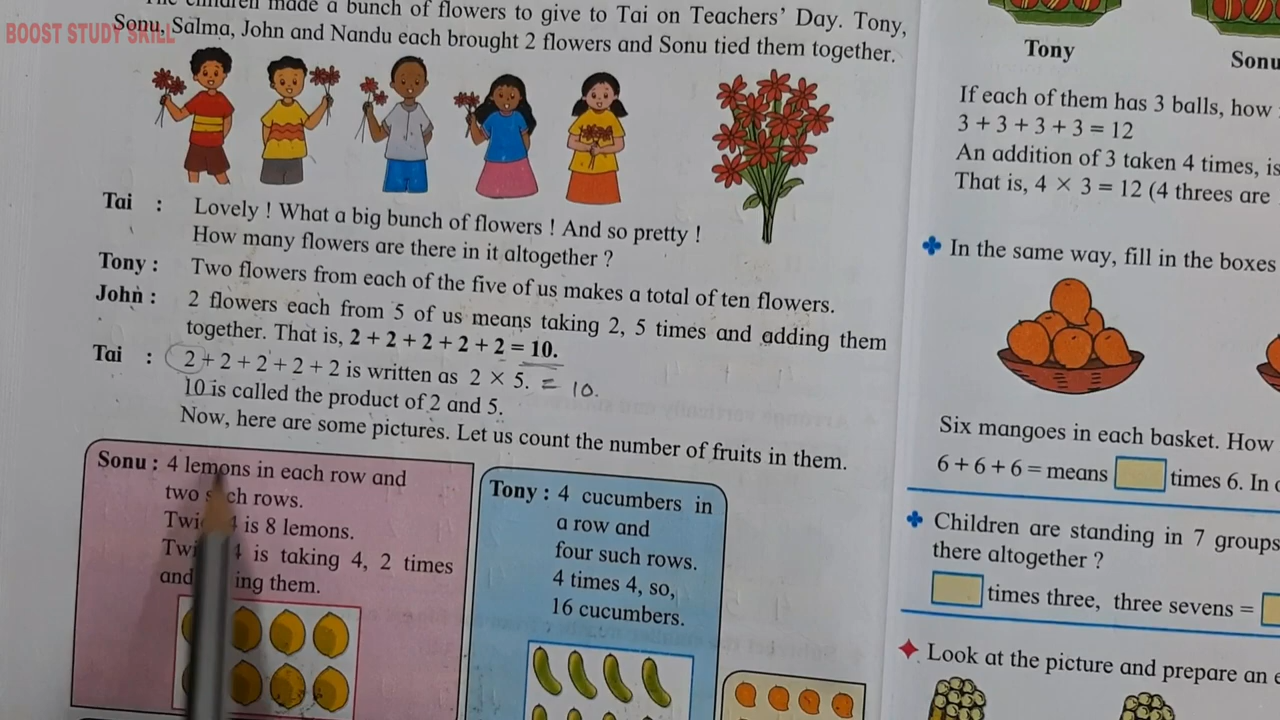 BOOST STUDY SKILL
children made a bunch of flowers to give to Tai on Teachers' Day. Tony,
Sonu, Salma, John and Nandu each brought 2 flowers and Sonu tied them together.
Tai : Lovely ! What a big bunch of flowers ! And so pretty !
How many flowers are there in it altogether ?
Tony : Two flowers from each of the five of us makes a total of ten flowers.
John : 2 flowers each from 5 of us means taking 2, 5 times and adding them
together. That is, 2 + 2 + 2 + 2 + 2 = 10.
Tai : 2 + 2 + 2 + 2 + 2 is written as 2 × 5. = 10.
10 is called the product of 2 and 5.
Now, here are some pictures. Let us count the number of fruits in them.
Sonu : 4 lemons in each row and
two rows.
4 is 8 lemons.
4 is taking 4, 2 times
and them.
Tony : 4 cucumbers in
a row and
four such rows.
4 times 4, so,
16 cucumbers.
Tony
Sonu
If each of them has 3 balls, how
3 + 3 + 3 + 3 = 12
An addition of 3 taken 4 times, is
That is, 4 × 3 = 12 (4 threes are
In the same way, fill in the boxes
Six mangoes in each basket. How
6 + 6 + 6 = means times 6. In
Children are standing in 7 groups
there altogether ?
times three, three sevens =
Look at the picture and prepare an